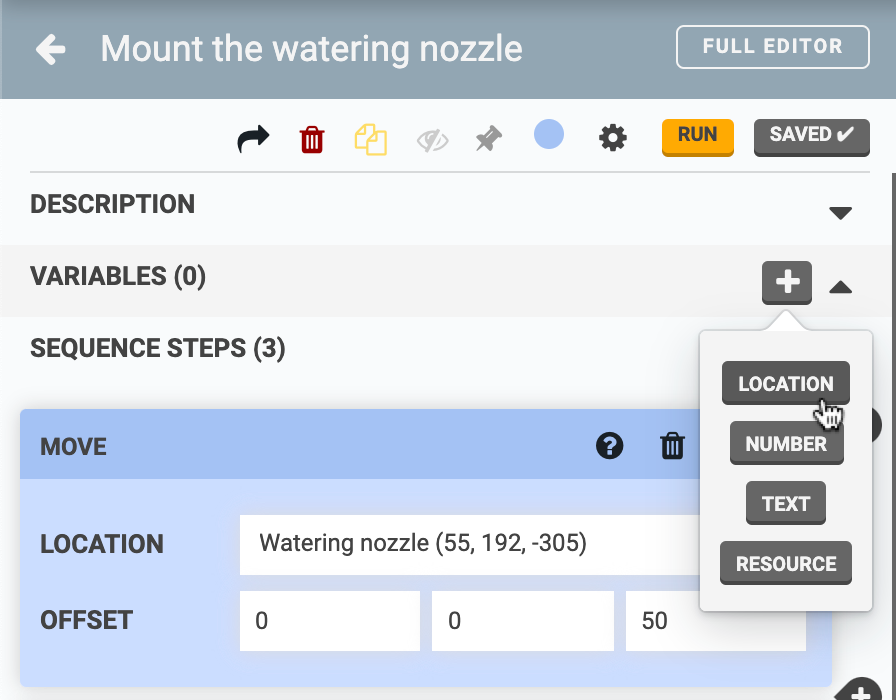 Mount the watering nozzle
FULL EDITOR
RUN
SAVED ✔
DESCRIPTION
VARIABLES (0)
SEQUENCE STEPS (3)
LOCATION
NUMBER
TEXT
RESOURCE
MOVE
LOCATION
Watering nozzle (55, 192, -305)
OFFSET
0
0
50